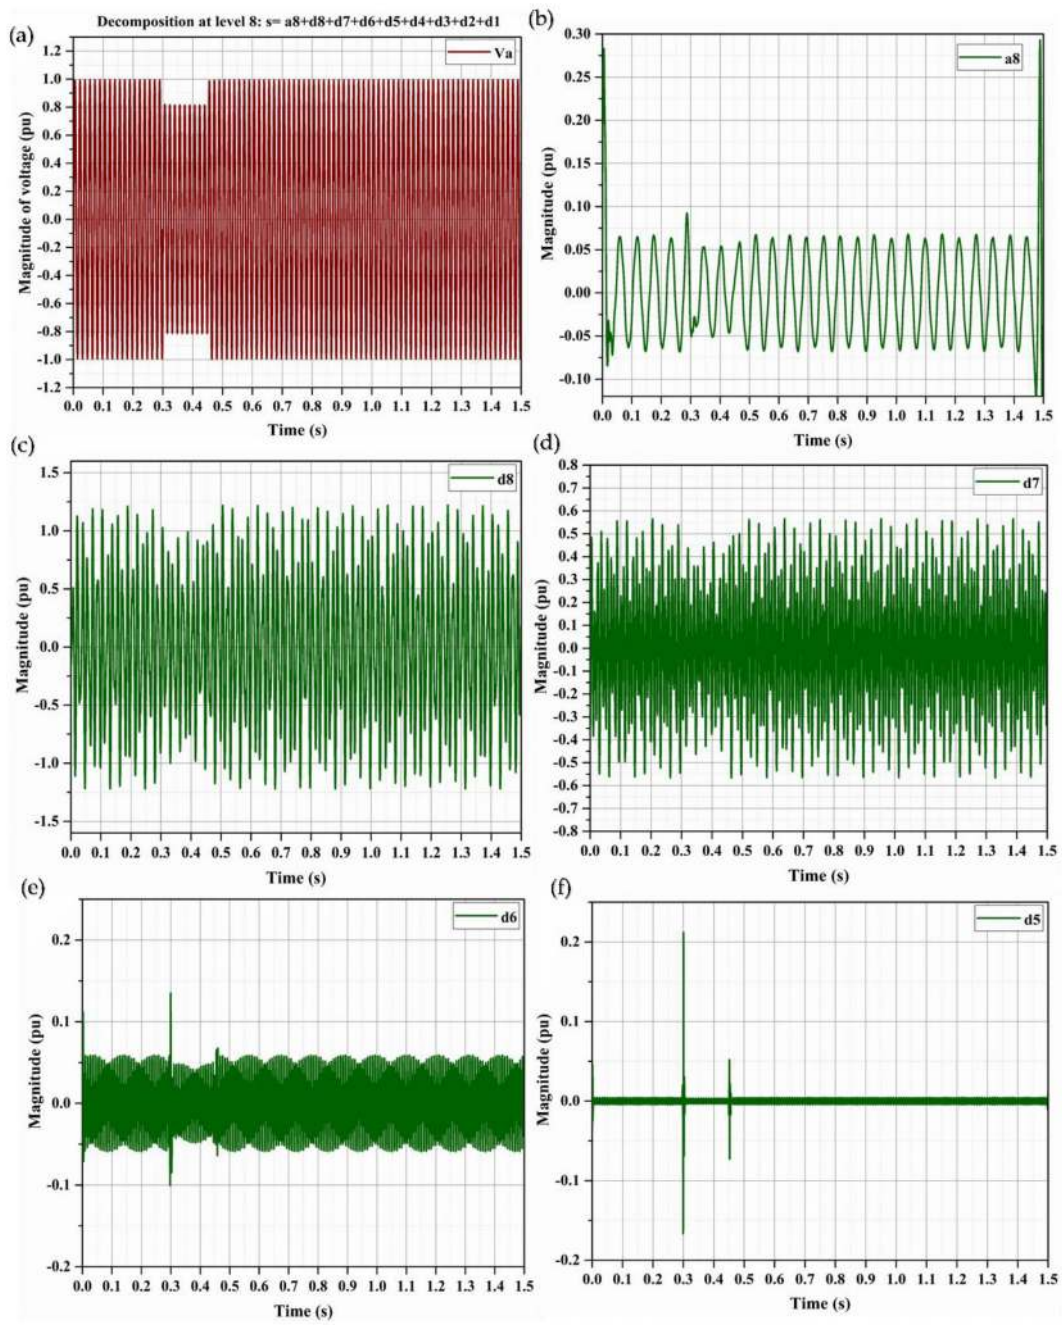 Decomposition at level 8: s= a8+d8+d7+d6+d5+d4+d3+d2+d1
(a)
Va
1.2
1.0
0.8
0.6
0.4
0.2
0.0
-0.2
-0.4
-0.6
-0.8
-1.0
-1.2
Magnitude of voltage (pu)
0.0 0.1 0.2 0.3 0.4 0.5 0.6 0.7 0.8 0.9 1.0 1.1 1.2 1.3 1.4 1.5
Time (s)
(b)
a8
0.30
0.25
0.20
0.15
0.10
0.05
0.00
-0.05
-0.10
Magnitude (pu)
0.0 0.1 0.2 0.3 0.4 0.5 0.6 0.7 0.8 0.9 1.0 1.1 1.2 1.3 1.4 1.5
Time (s)
(c)
d8
1.5
1.0
0.5
0.0
-0.5
-1.0
-1.5
Magnitude (pu)
0.0 0.1 0.2 0.3 0.4 0.5 0.6 0.7 0.8 0.9 1.0 1.1 1.2 1.3 1.4 1.5
Time (s)
(d)
d7
0.8
0.7
0.6
0.5
0.4
0.3
0.2
0.1
0.0
-0.1
-0.2
-0.3
-0.4
-0.5
-0.6
-0.7
-0.8
Magnitude (pu)
0.0 0.1 0.2 0.3 0.4 0.5 0.6 0.7 0.8 0.9 1.0 1.1 1.2 1.3 1.4 1.5
Time (s)
(e)
d6
0.2
0.1
0.0
-0.1
-0.2
Magnitude (pu)
0.0 0.1 0.2 0.3 0.4 0.5 0.6 0.7 0.8 0.9 1.0 1.1 1.2 1.3 1.4 1.5
Time (s)
(f)
d5
0.2
0.1
0.0
-0.1
-0.2
Magnitude (pu)
0.0 0.1 0.2 0.3 0.4 0.5 0.6 0.7 0.8 0.9 1.0 1.1 1.2 1.3 1.4 1.5
Time (s)